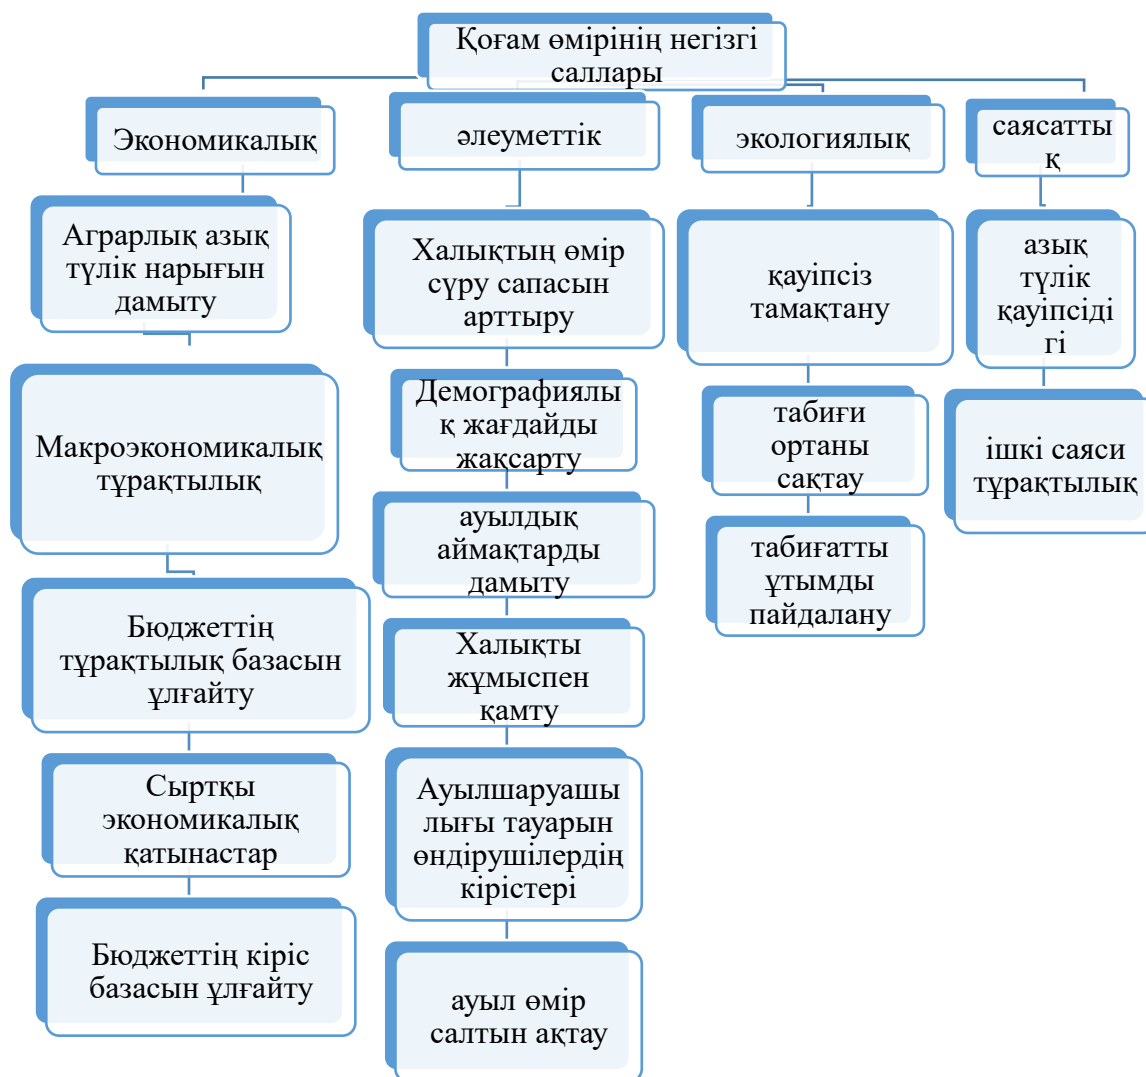 Қоғам өмірінің негізгі
саллары
Экономикалық
Аграрлық азық
түлік нарығын
дамыту
Макроэкономикалық
тұрақтылық
Бюджеттің
тұрақтылық базасын
ұлғайту
Сыртқы
экономикалық
қатынастар
Бюджеттің кіріс
базасын ұлғайту
әлеуметтік
Халықтың өмір
сүру сапасын
арттыру
Демографиялы
қ жағдайды
жақсарту
ауылдық
аймақтарды
дамыту
Халықты
жұмыспен
қамту
Ауылшаруашы
лығы тауарын
өндірушілердің
кірістері
ауыл өмір
салтын ақтау
экологиялық
қауіпсіз
тамақтану
табиғи
ортаны
сақтау
табиғатты
ұтымды
пайдалану
саясатты
қ
азық
түлік
қауіпсіді
гі
ішкі саяси
тұрақтылық